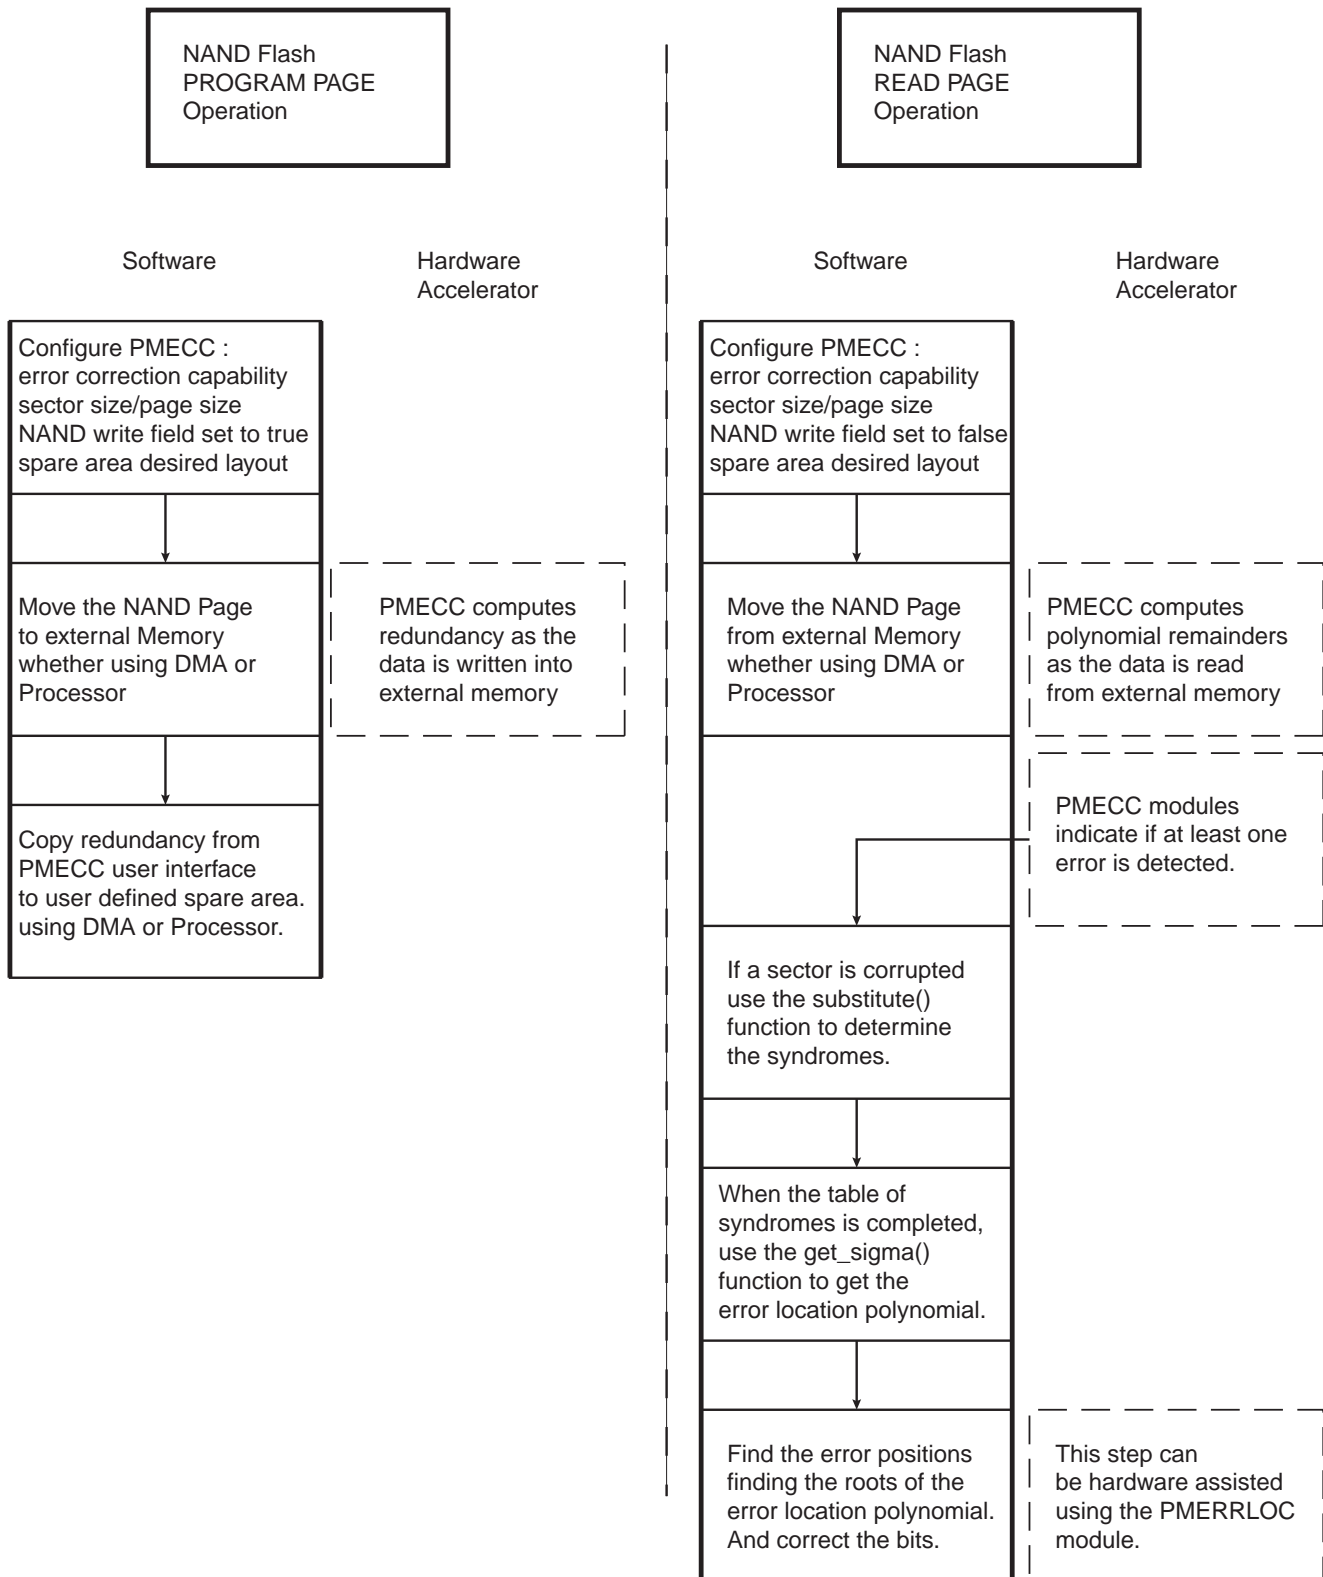 NAND Flash
PROGRAM PAGE
Operation
Software
Hardware
Accelerator
Configure PMECC :
error correction capability
sector size/page size
NAND write field set to true
spare area desired layout
Move the NAND Page
to external Memory
whether using DMA or
Processor
PMECC computes
redundancy as the
data is written into
external memory
Copy redundancy from
PMECC user interface
to user defined spare area.
using DMA or Processor.
NAND Flash
READ PAGE
Operation
Software
Hardware
Accelerator
Configure PMECC :
error correction capability
sector size/page size
NAND write field set to false
spare area desired layout
Move the NAND Page
from external Memory
whether using DMA or
Processor
PMECC computes
polynomial remainders
as the data is read
from external memory
PMECC modules
indicate if at least one
error is detected.
If a sector is corrupted
use the substitute()
function to determine
the syndromes.
When the table of
syndromes is completed,
use the get_sigma()
function to get the
error location polynomial.
Find the error positions
finding the roots of the
error location polynomial.
And correct the bits.
This step can
be hardware assisted
using the PMERRLOC
module.